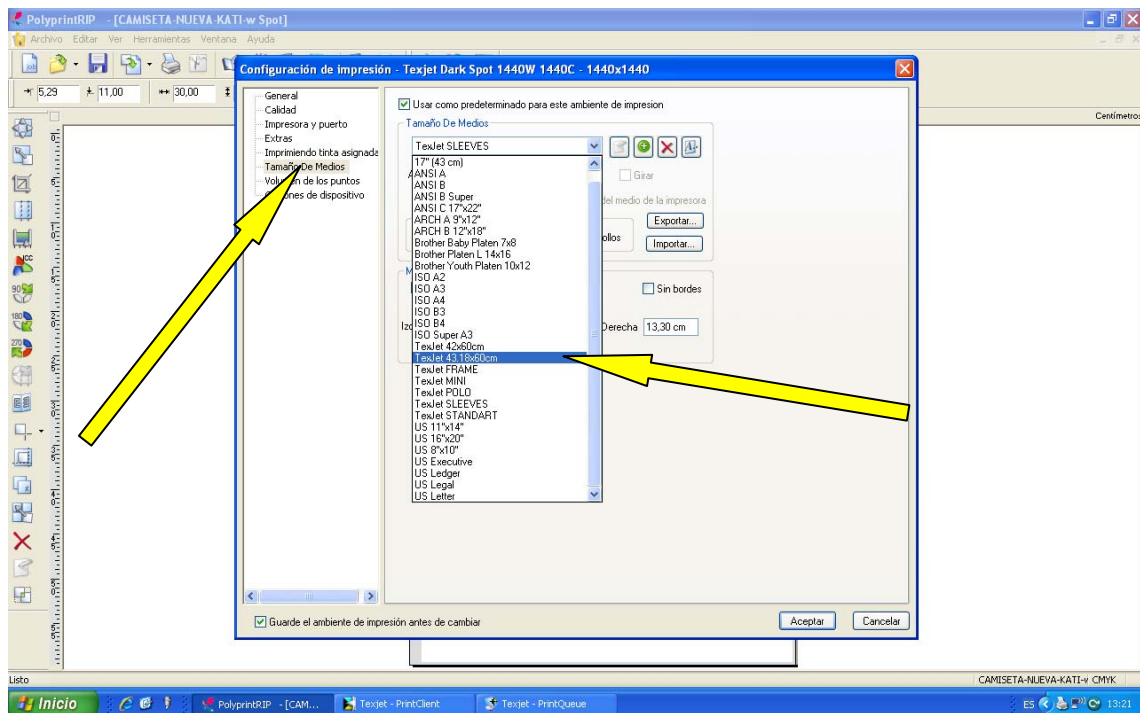 PolyprintRIP - [CAMISETA-NUEVA-KATI-w Spot]
Archivo Editar Ver Herramientas Ventana Ayuda
5,29 11,00 30,00
Centímetros
Configuración de impresión - Texjet Dark Spot 1440W 1440C - 1440x1440
General
Calidad
Impresora y puerto
Extras
Imprimiendo tinta asignada
Tamaño De Medios
de los puntos
de dispositivo
Usar como predeterminado para este ambiente de impresion
Tamaño De Medios
TexJet SLEEVES
17" (43 cm)
ANSI A
Girar
ANSI B
ANSI B Super
del medio de la impresora
ANSI C 17"x22"
ARCH A 9"x12"
Exportar...
ARCH B 12"x18"
Brother Baby Platen 7x8
ollos
Importar...
Brother Platen L 14x16
Brother Youth Platen 10x12
ISO A2
ISO A3
Sin bordes
ISO A4
ISO B3
ISO B4
Derecha 13,30 cm
ISO Super A3
TexJet 42x60cm
TexJet 43,18x60cm
TexJet FRAME
TexJet MINI
TexJet POLO
TexJet SLEEVES
TexJet STANDART
US 11"x14"
US 16"x20"
US 8"x10"
US Executive
US Ledger
US Legal
US Letter
Guarde el ambiente de impresión antes de cambiar
Aceptar Cancelar
Listo
CAMISETA-NUEVA-KATI-w CMYK
Inicio
PolyprintRIP - [CAM...
Texjet - PrintClient
Texjet - PrintQueue
ES
13:21